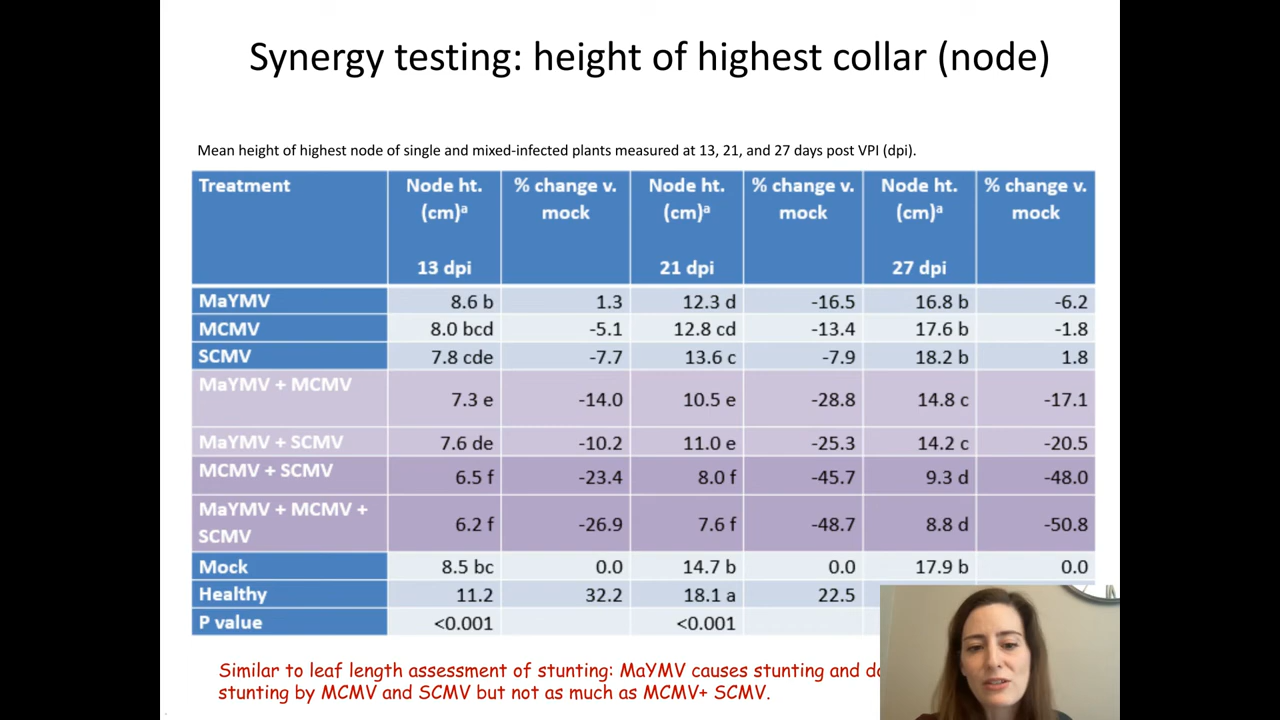 Synergy testing: height of highest collar (node)
Mean height of highest node of single and mixed-infected plants measured at 13, 21, and 27 days post VPI (dpi).
Treatment Node ht. (cm)ᵃ 13 dpi % change v. mock Node ht. (cm)ᵃ 21 dpi % change v. mock Node ht. (cm)ᵃ 27 dpi % change v. mock
MaYMV 8.6 b 1.3 12.3 d -16.5 16.8 b -6.2
MCMV 8.0 bcd -5.1 12.8 cd -13.4 17.6 b -1.8
SCMV 7.8 cde -7.7 13.6 c -7.9 18.2 b 1.8
MaYMV + MCMV 7.3 e -14.0 10.5 e -28.8 14.8 c -17.1
MaYMV + SCMV 7.6 de -10.2 11.0 e -25.3 14.2 c -20.5
MCMV + SCMV 6.5 f -23.4 8.0 f -45.7 9.3 d -48.0
MaYMV + MCMV + SCMV 6.2 f -26.9 7.6 f -48.7 8.8 d -50.8
Mock 8.5 bc 0.0 14.7 b 0.0 17.9 b 0.0
Healthy 11.2 32.2 18.1 a 22.5
P value <0.001 <0.001
Similar to leaf length assessment of stunting: MaYMV causes stunting and
stunting by MCMV and SCMV but not as much as MCMV+ SCMV.